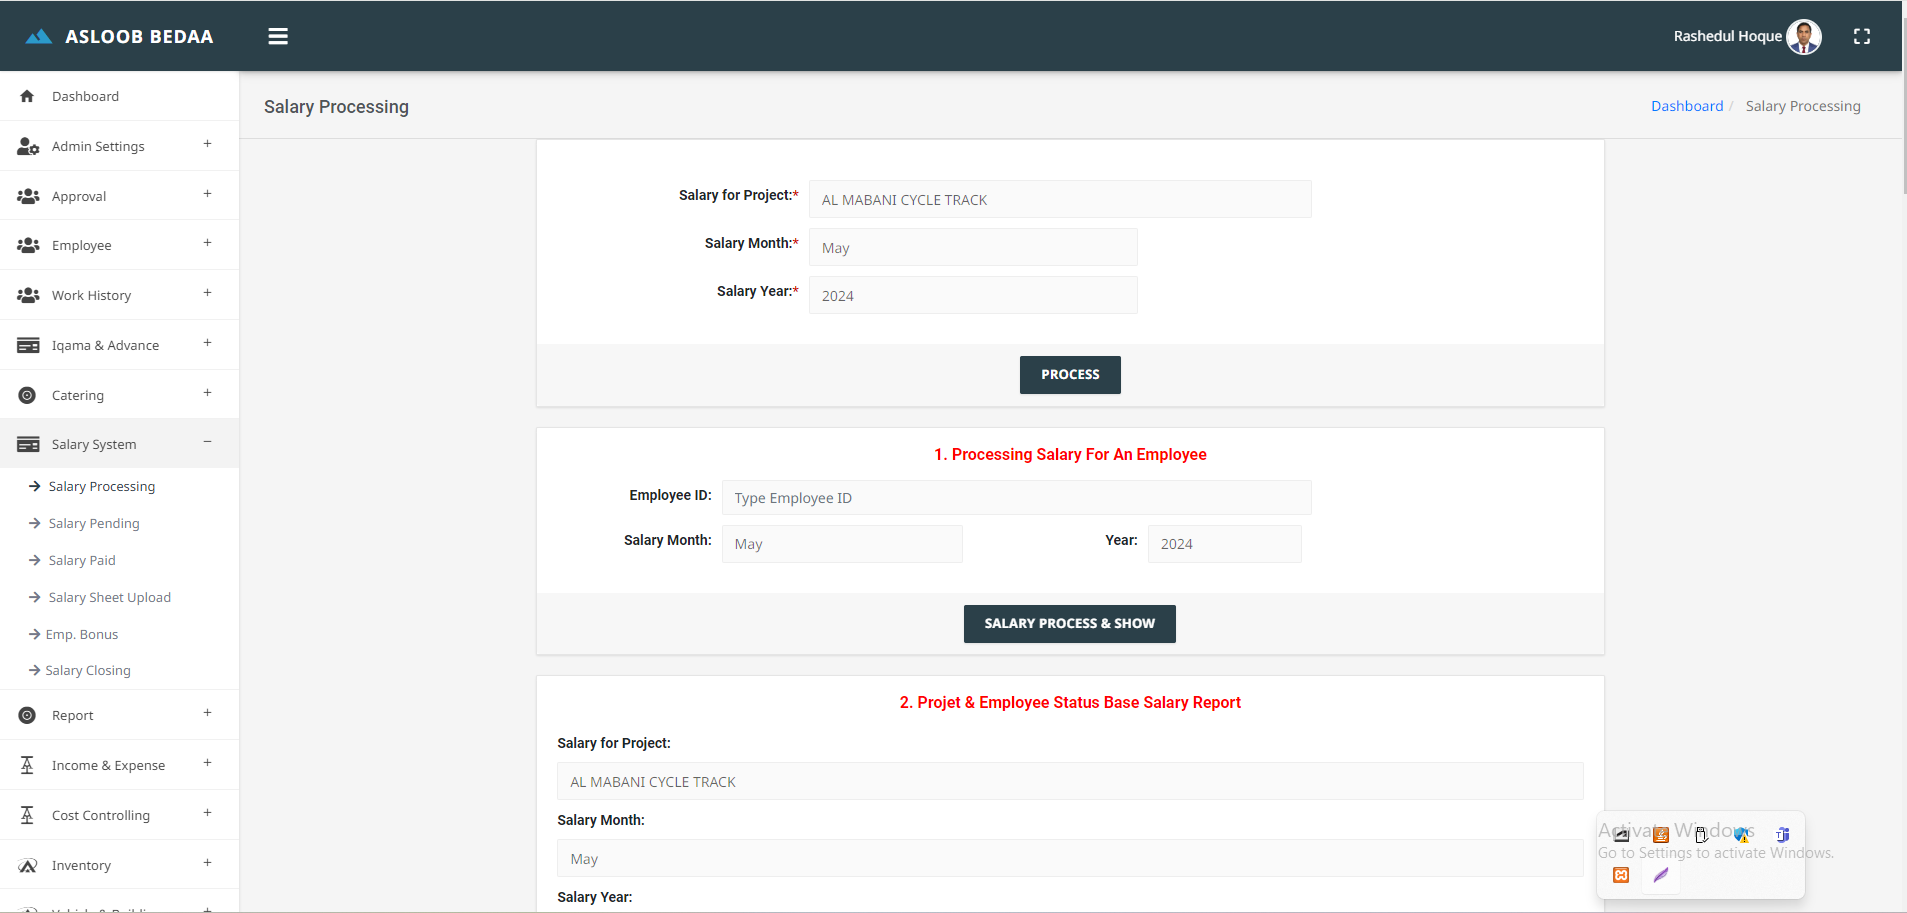 ASLOOB BEDAA
Rashedul Hoque
Dashboard
Admin Settings +
Approval +
Employee +
Work History +
Iqama & Advance +
Catering +
Salary System −
Salary Processing
Salary Pending
Salary Paid
Salary Sheet Upload
Emp. Bonus
Salary Closing
Report +
Income & Expense +
Cost Controlling +
Inventory +
Salary Processing
Dashboard / Salary Processing
Salary for Project:* AL MABANI CYCLE TRACK
Salary Month:* May
Salary Year:* 2024
PROCESS
1. Processing Salary For An Employee
Employee ID: Type Employee ID
Salary Month: May Year: 2024
SALARY PROCESS & SHOW
2. Projet & Employee Status Base Salary Report
Salary for Project:
AL MABANI CYCLE TRACK
Salary Month:
May
Salary Year:
Activate Windows
Go to Settings to activate Windows.